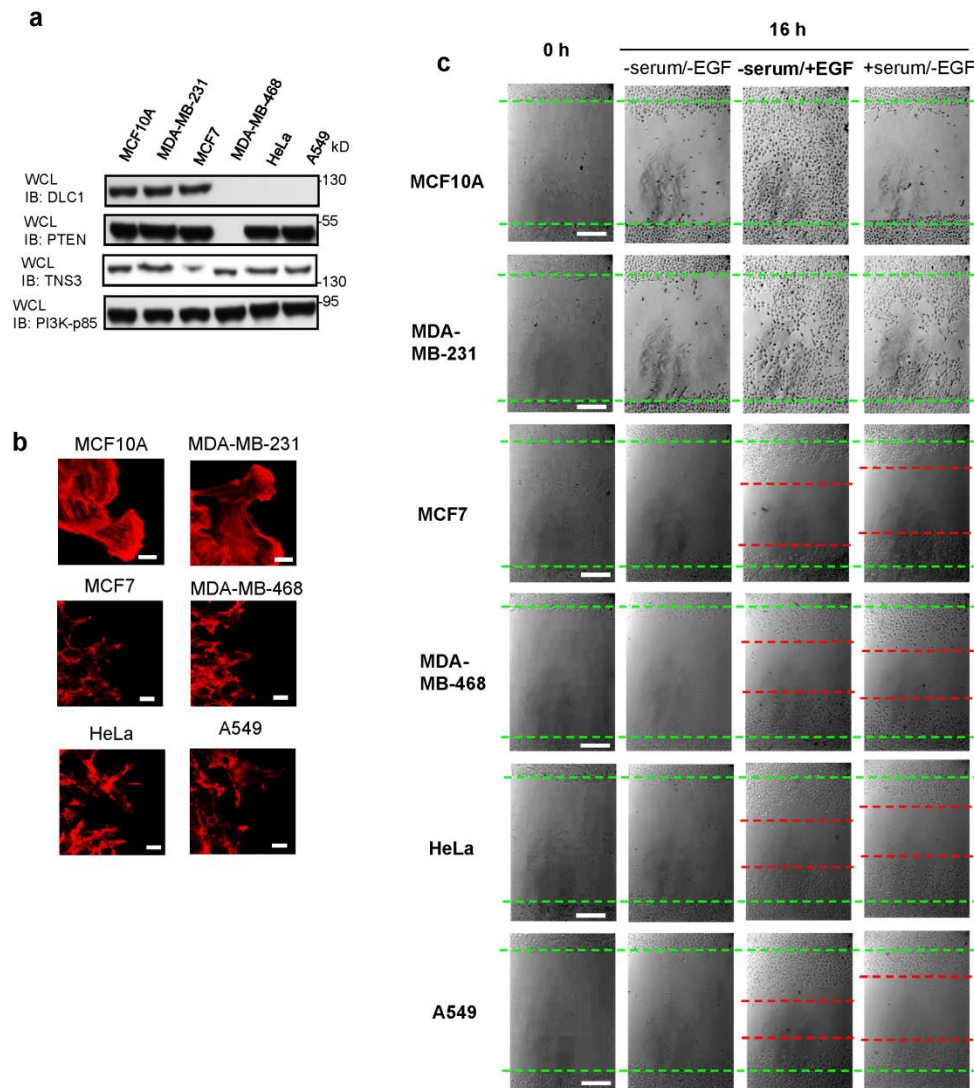 a
MCF10A
MDA-MB-231
MCF7
MDA-MB-468
HeLa
A549
kD
WCL
IB: DLC1
-130
WCL
IB: PTEN
-55
WCL
IB: TNS3
130-
WCL
IB: PI3K-p85
-95
b
MCF10A MDA-MB-231
MCF7 MDA-MB-468
HeLa A549
c
0 h
16 h
-serum/-EGF -serum/+EGF +serum/-EGF
MCF10A
MDA-
MB-231
MCF7
MDA-
MB-468
HeLa
A549